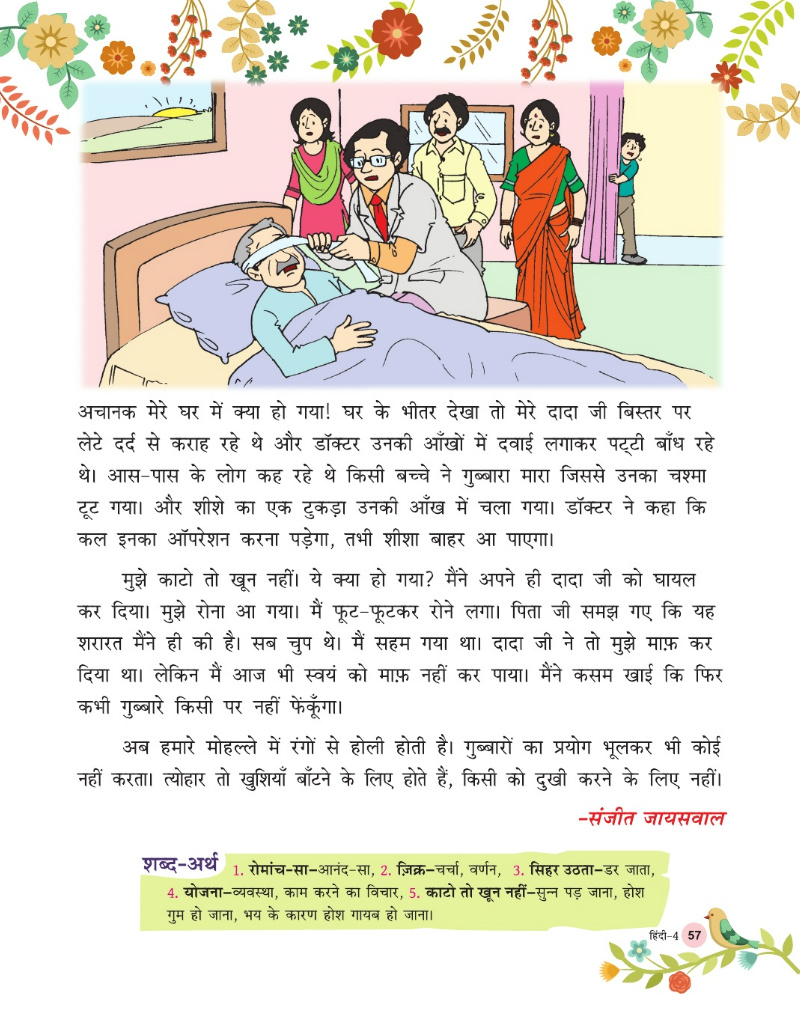 अचानक मेरे घर में क्या हो गया! घर के भीतर देखा तो मेरे दादा जी बिस्तर पर
लेटे दर्द से कराह रहे थे और डॉक्टर उनकी आँखों में दवाई लगाकर पट्टी बाँध रहे
थे। आस-पास के लोग कह रहे थे किसी बच्चे ने गुब्बारा मारा जिससे उनका चश्मा
टूट गया। और शीशे का एक टुकड़ा उनकी आँख में चला गया। डॉक्टर ने कहा कि
कल इनका ऑपरेशन करना पड़ेगा, तभी शीशा बाहर आ पाएगा।
मुझे काटो तो खून नहीं। ये क्या हो गया? मैंने अपने ही दादा जी को घायल
कर दिया। मुझे रोना आ गया। मैं फूट-फूटकर रोने लगा। पिता जी समझ गए कि यह
शरारत मैंने ही की है। सब चुप थे। मैं सहम गया था। दादा जी ने तो मुझे माफ़ कर
दिया था। लेकिन मैं आज भी स्वयं को माफ़ नहीं कर पाया। मैंने कसम खाई कि फिर
कभी गुब्बारे किसी पर नहीं फेंकूँगा।
अब हमारे मोहल्ले में रंगों से होली होती है। गुब्बारों का प्रयोग भूलकर भी कोई
नहीं करता। त्योहार तो खुशियाँ बाँटने के लिए होते हैं, किसी को दुखी करने के लिए नहीं।
-संजीत जायसवाल
शब्द-अर्थ 1. रोमांच-सा-आनंद-सा, 2. ज़िक्र-चर्चा, वर्णन, 3. सिहर उठता-डर जाता,
4. योजना-व्यवस्था, काम करने का विचार, 5. काटो तो खून नहीं-सुन्न पड़ जाना, होश
गुम हो जाना, भय के कारण होश गायब हो जाना।
हिंदी-4 57